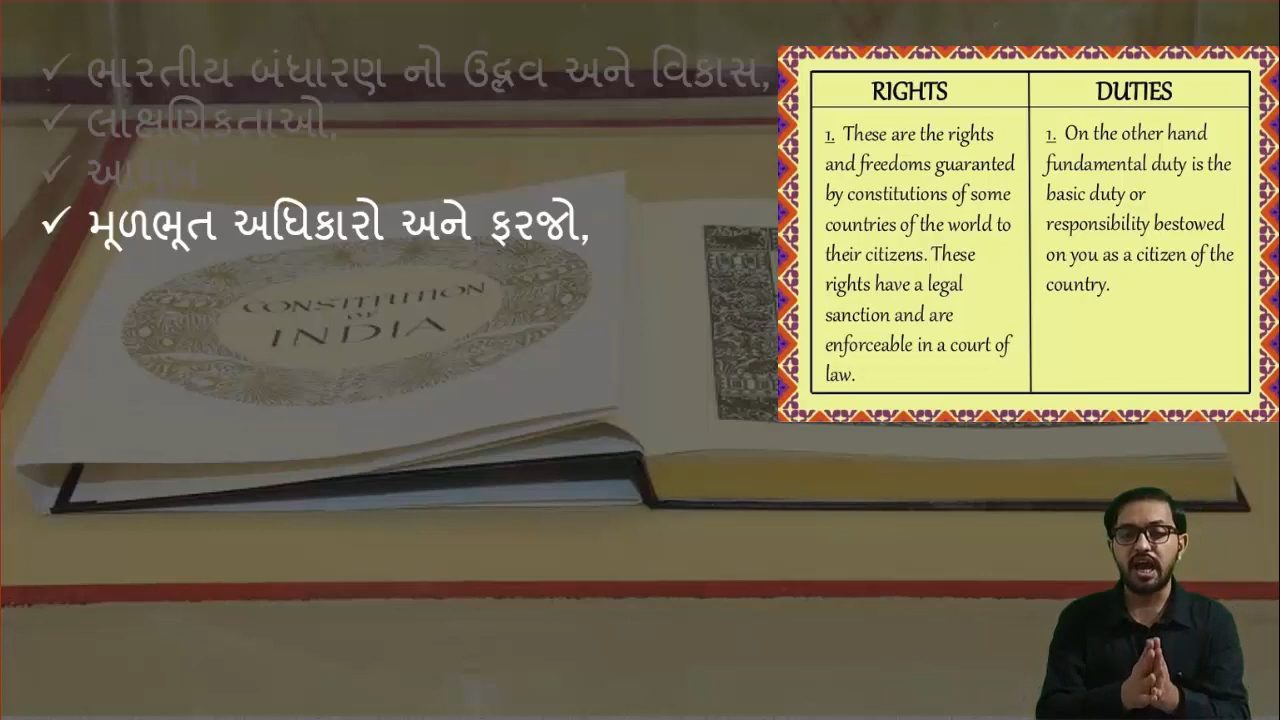 ✓ ભારતીય બંધારણ નો ઉદ્ભવ અને વિકાસ,
✓ લાક્ષણિકતાઓ,
✓ આમુખ
✓ મૂળભૂત અધિકારો અને ફરજો,
CONSTITUTION
OF
INDIA
RIGHTS
1. These are the rights
and freedoms guaranted
by constitutions of some
countries of the world to
their citizens. These
rights have a legal
sanction and are
enforceable in a court of
law.
DUTIES
1. On the other hand
fundamental duty is the
basic duty or
responsibility bestowed
on you as a citizen of the
country.